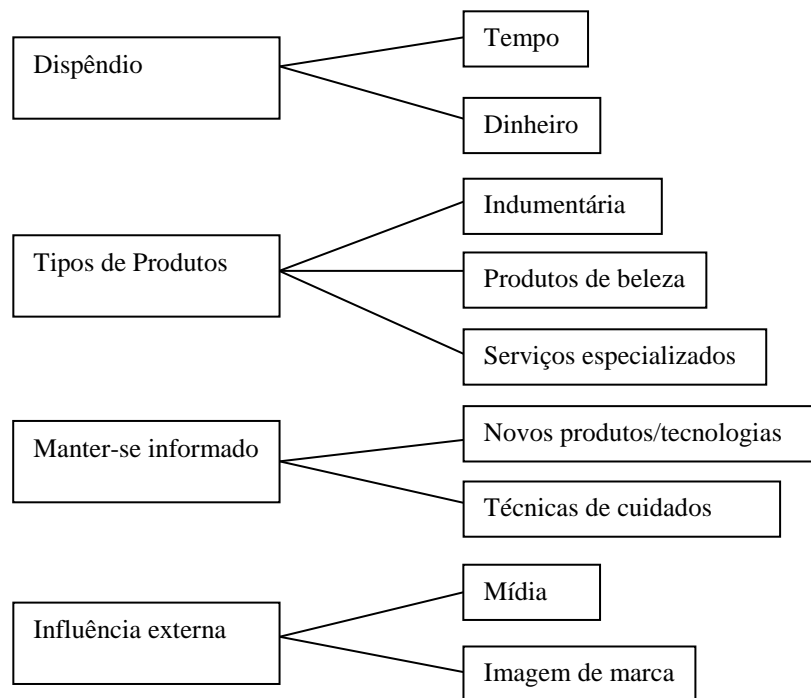 Dispêndio
Tempo
Dinheiro
Tipos de Produtos
Indumentária
Produtos de beleza
Serviços especializados
Manter-se informado
Novos produtos/tecnologias
Técnicas de cuidados
Influência externa
Mídia
Imagem de marca